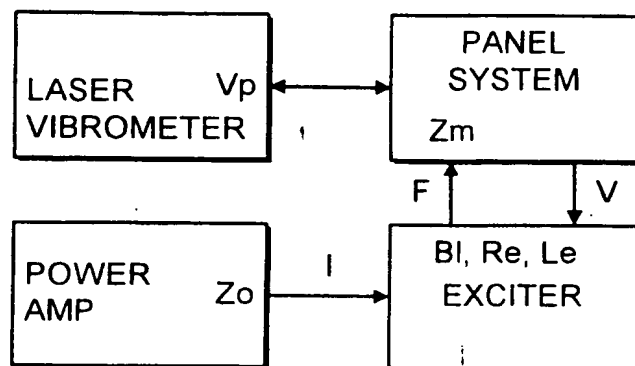 LASER
VIBROMETER
Vp
PANEL
SYSTEM
Zm
F
V
POWER
AMP
Zo
I
Bl, Re, Le
EXCITER